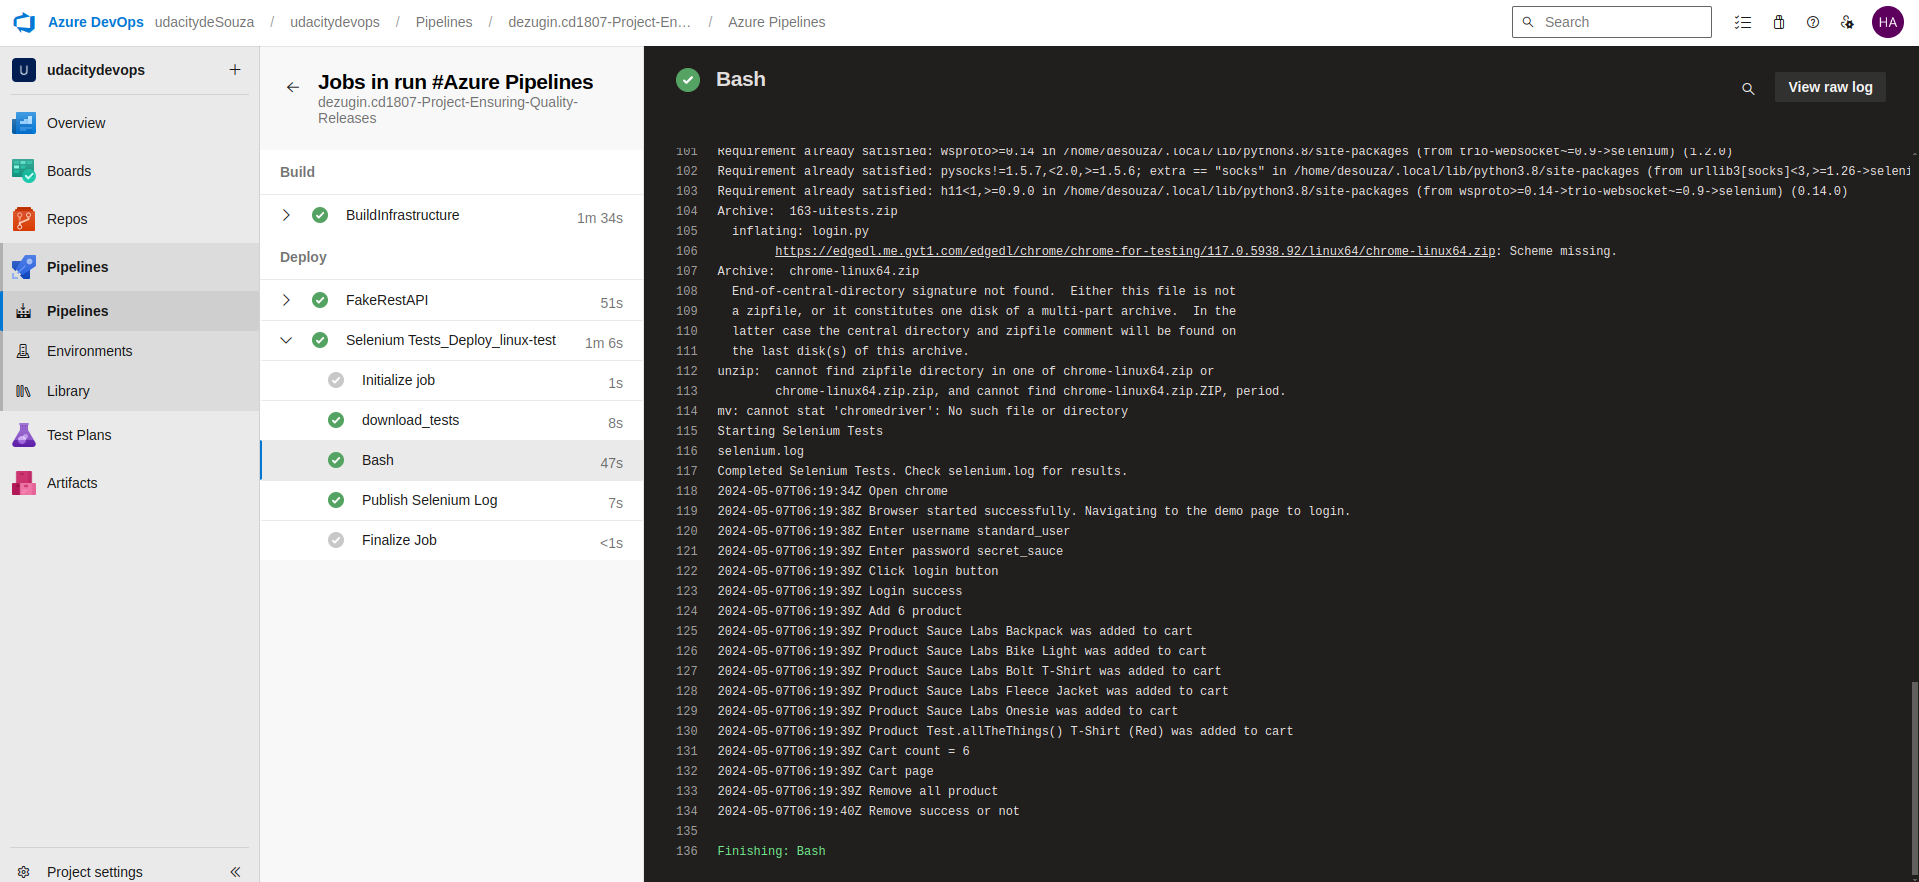 Azure DevOps udacitydeSouza / udacitydevops / Pipelines / dezugin.cd1807-Project-En... / Azure Pipelines
Search
HA
U udacitydevops +
Overview
Boards
Repos
Pipelines
Pipelines
Environments
Library
Test Plans
Artifacts
Project settings
Jobs in run #Azure Pipelines
dezugin.cd1807-Project-Ensuring-Quality-
Releases
Build
BuildInfrastructure 1m 34s
Deploy
FakeRestAPI 51s
Selenium Tests_Deploy_linux-test 1m 6s
Initialize job 1s
download_tests 8s
Bash 47s
Publish Selenium Log 7s
Finalize Job <1s
Bash
View raw log
101 Requirement already satisfied: wsproto>=0.14 in /home/desouza/.local/lib/python3.8/site-packages (from trio-websocket~=0.9->selenium) (1.2.0)
102 Requirement already satisfied: pysocks!=1.5.7,<2.0,>=1.5.6; extra == "socks" in /home/desouza/.local/lib/python3.8/site-packages (from urllib3[socks]<3,>=1.26->seleni
103 Requirement already satisfied: h11<1,>=0.9.0 in /home/desouza/.local/lib/python3.8/site-packages (from wsproto>=0.14->trio-websocket~=0.9->selenium) (0.14.0)
104 Archive:  163-uitests.zip
105 inflating: login.py
106 https://edgedl.me.gvt1.com/edgedl/chrome/chrome-for-testing/117.0.5938.92/linux64/chrome-linux64.zip: Scheme missing.
107 Archive:  chrome-linux64.zip
108 End-of-central-directory signature not found.  Either this file is not
109 a zipfile, or it constitutes one disk of a multi-part archive.  In the
110 latter case the central directory and zipfile comment will be found on
111 the last disk(s) of this archive.
112 unzip:  cannot find zipfile directory in one of chrome-linux64.zip or
113 chrome-linux64.zip.zip, and cannot find chrome-linux64.zip.ZIP, period.
114 mv: cannot stat 'chromedriver': No such file or directory
115 Starting Selenium Tests
116 selenium.log
117 Completed Selenium Tests. Check selenium.log for results.
118 2024-05-07T06:19:34Z Open chrome
119 2024-05-07T06:19:38Z Browser started successfully. Navigating to the demo page to login.
120 2024-05-07T06:19:38Z Enter username standard_user
121 2024-05-07T06:19:39Z Enter password secret_sauce
122 2024-05-07T06:19:39Z Click login button
123 2024-05-07T06:19:39Z Login success
124 2024-05-07T06:19:39Z Add 6 product
125 2024-05-07T06:19:39Z Product Sauce Labs Backpack was added to cart
126 2024-05-07T06:19:39Z Product Sauce Labs Bike Light was added to cart
127 2024-05-07T06:19:39Z Product Sauce Labs Bolt T-Shirt was added to cart
128 2024-05-07T06:19:39Z Product Sauce Labs Fleece Jacket was added to cart
129 2024-05-07T06:19:39Z Product Sauce Labs Onesie was added to cart
130 2024-05-07T06:19:39Z Product Test.allTheThings() T-Shirt (Red) was added to cart
131 2024-05-07T06:19:39Z Cart count = 6
132 2024-05-07T06:19:39Z Cart page
133 2024-05-07T06:19:39Z Remove all product
134 2024-05-07T06:19:40Z Remove success or not
135
136 Finishing: Bash